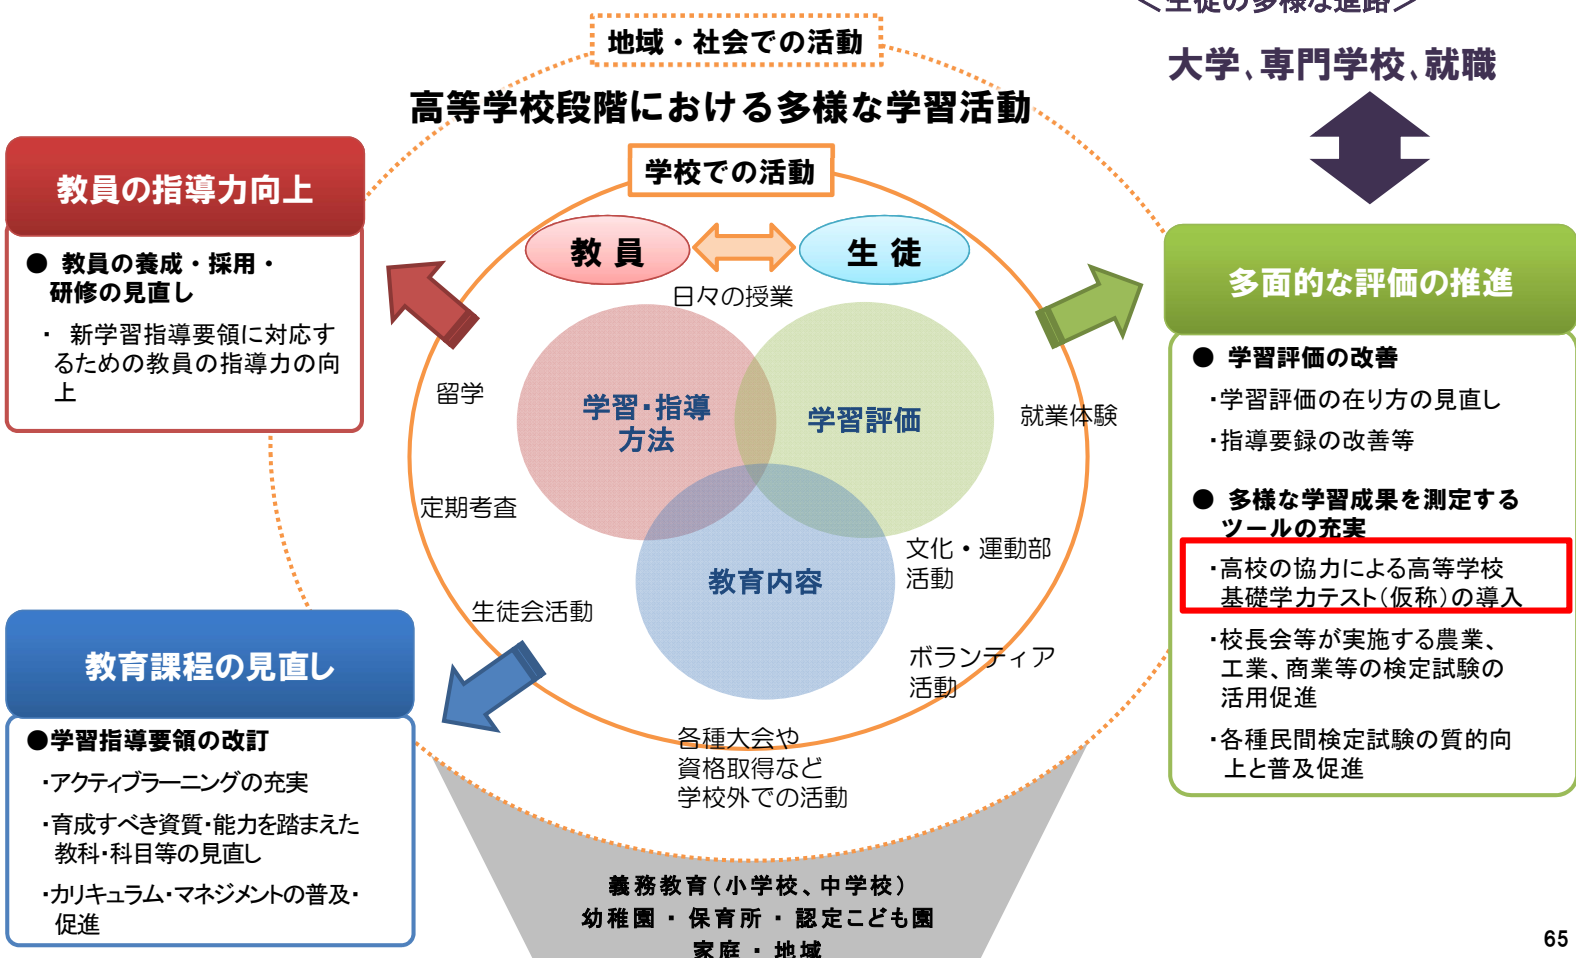 <生徒の多様な進路>
大学、専門学校、就職
地域・社会での活動
高等学校段階における多様な学習活動
学校での活動
教員
生徒
日々の授業
学習・指導
方法
学習評価
教育内容
留学
定期考査
生徒会活動
就業体験
文化・運動部
活動
ボランティア
活動
各種大会や
資格取得など
学校外での活動
教員の指導力向上
● 教員の養成・採用・
研修の見直し
・ 新学習指導要領に対応す
るための教員の指導力の向
上
教育課程の見直し
●学習指導要領の改訂
・アクティブラーニングの充実
・育成すべき資質・能力を踏まえた
教科・科目等の見直し
・カリキュラム・マネジメントの普及・
促進
多面的な評価の推進
● 学習評価の改善
・学習評価の在り方の見直し
・指導要録の改善等
● 多様な学習成果を測定する
ツールの充実
・高校の協力による高等学校
基礎学力テスト(仮称)の導入
・校長会等が実施する農業、
工業、商業等の検定試験の
活用促進
・各種民間検定試験の質的向
上と普及促進
義務教育(小学校、中学校)
幼稚園・保育所・認定こども園
家庭・地域
65